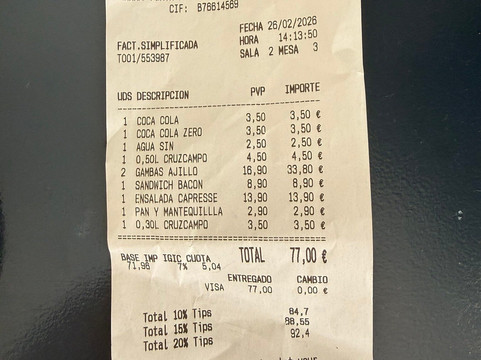 CIF: B76614569
FECHA 26/02/2026
HORA 14:13:50
FACT.SIMPLIFICADA
SALA 2 MESA 3
T001/553987
UDS DESCRIPCION PVP IMPORTE
1 COCA COLA 3,50 3,50 €
1 COCA COLA ZERO 3,50 3,50 €
1 AGUA SIN 2,50 2,50 €
1 0,50L CRUZCAMPO 4,50 4,50 €
2 GAMBAS AJILLO 16,90 33,80 €
1 SANDWICH BACON 8,90 8,90 €
1 ENSALADA CAPRESSE 13,90 13,90 €
1 PAN Y MANTEQUILLLA 2,90 2,90 €
1 0,30L CRUZCAMPO 3,50 3,50 €
TOTAL 77,00 €
BASE IMP IGIC CUOTA
71,96 7% 5,04
ENTREGADO CAMBIO
VISA 77,00 0,00 €
Total 10% Tips 84,7
Total 15% Tips 88,55
Total 20% Tips 92,4